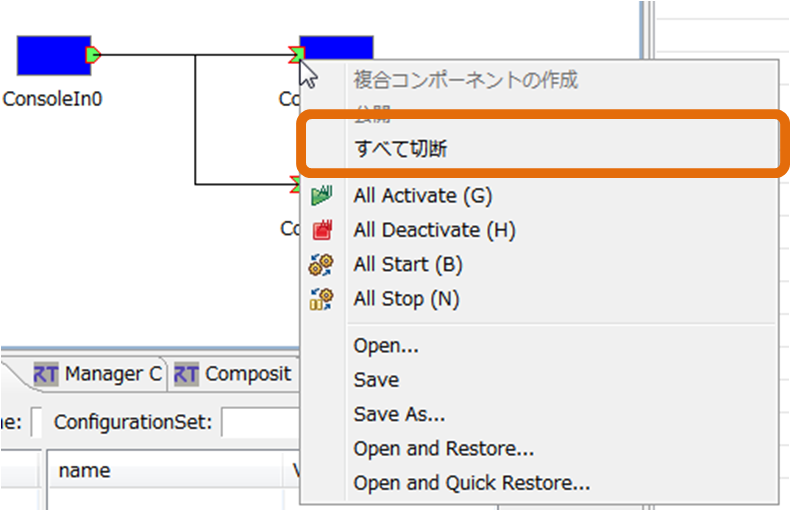 ConsoleIn0
Co
複合コンポーネントの作成
公開
すべて切断
All Activate (G)
Co
All Deactivate (H)
All Start (B)
All Stop (N)
Open...
RT Manager C RT Composit
Save
Save As...
ne: ConfigurationSet:
Open and Restore...
name
Open and Quick Restore...